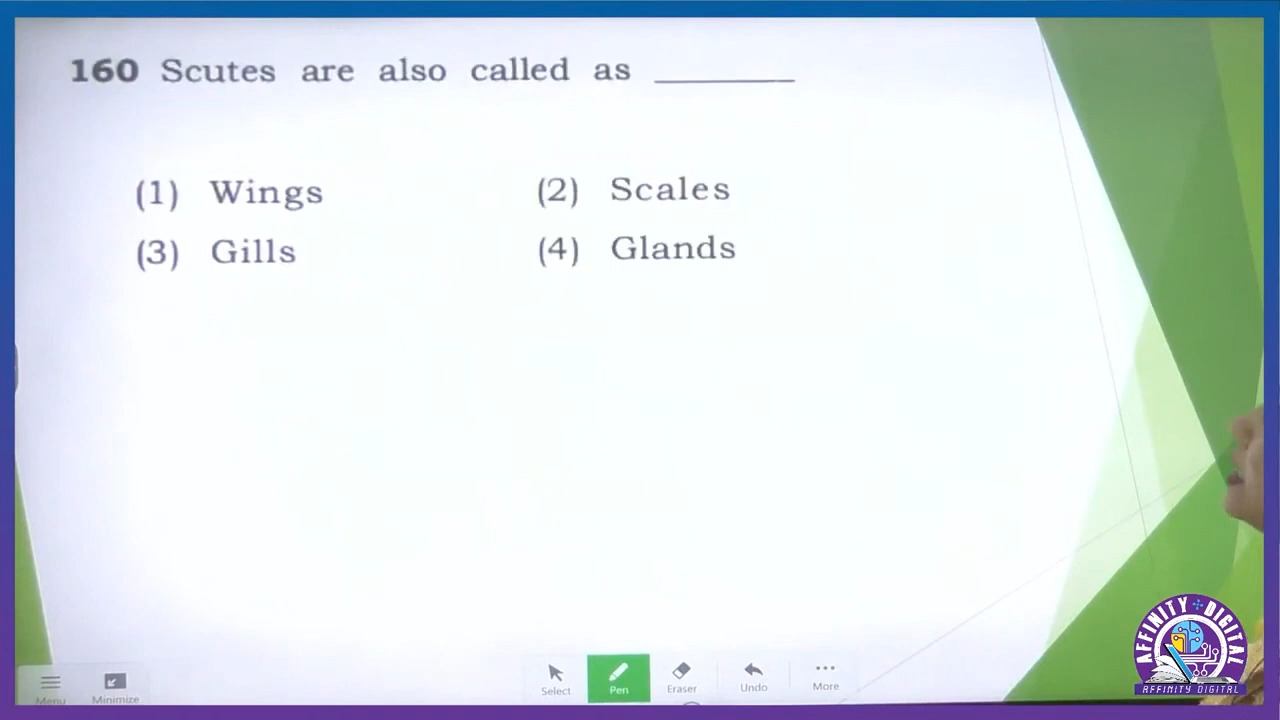 160 Scutes are also called as ________
(1) Wings (2) Scales
(3) Gills (4) Glands
Menu Minimize Select Pen Eraser Undo More
AFFINITY DIGITAL
AFFINITY DIGITAL